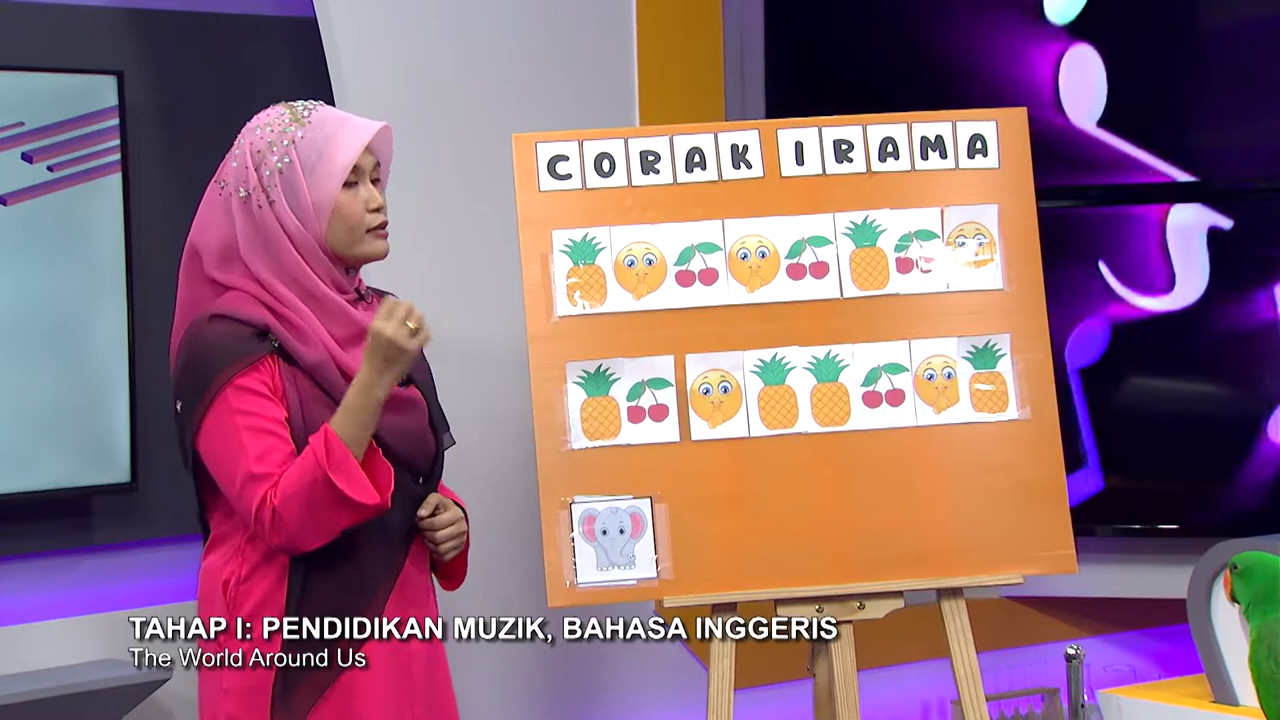 CORAK IRAMA
TAHAP I: PENDIDIKAN MUZIK, BAHASA INGGERIS
The World Around Us